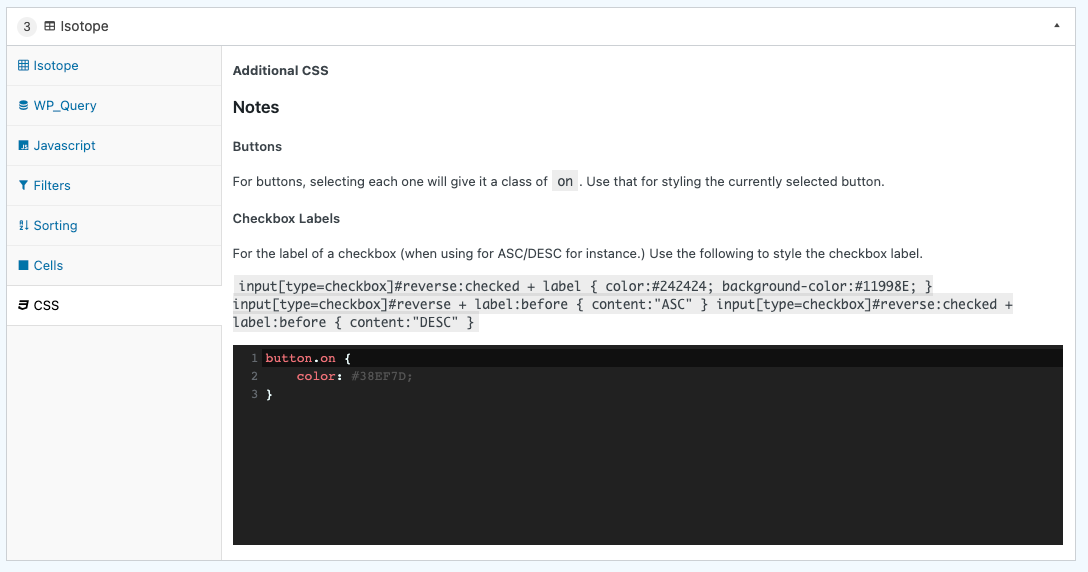 3 Isotope
Isotope
WP_Query
Javascript
Filters
Sorting
Cells
CSS
Additional CSS
Notes
Buttons
For buttons, selecting each one will give it a class of on . Use that for styling the currently selected button.
Checkbox Labels
For the label of a checkbox (when using for ASC/DESC for instance.) Use the following to style the checkbox label.
input[type=checkbox]#reverse:checked + label { color:#242424; background-color:#11998E; }
input[type=checkbox]#reverse + label:before { content:"ASC" } input[type=checkbox]#reverse:checked +
label:before { content:"DESC" }
1 button.on {
2 color: #38EF7D;
3 }